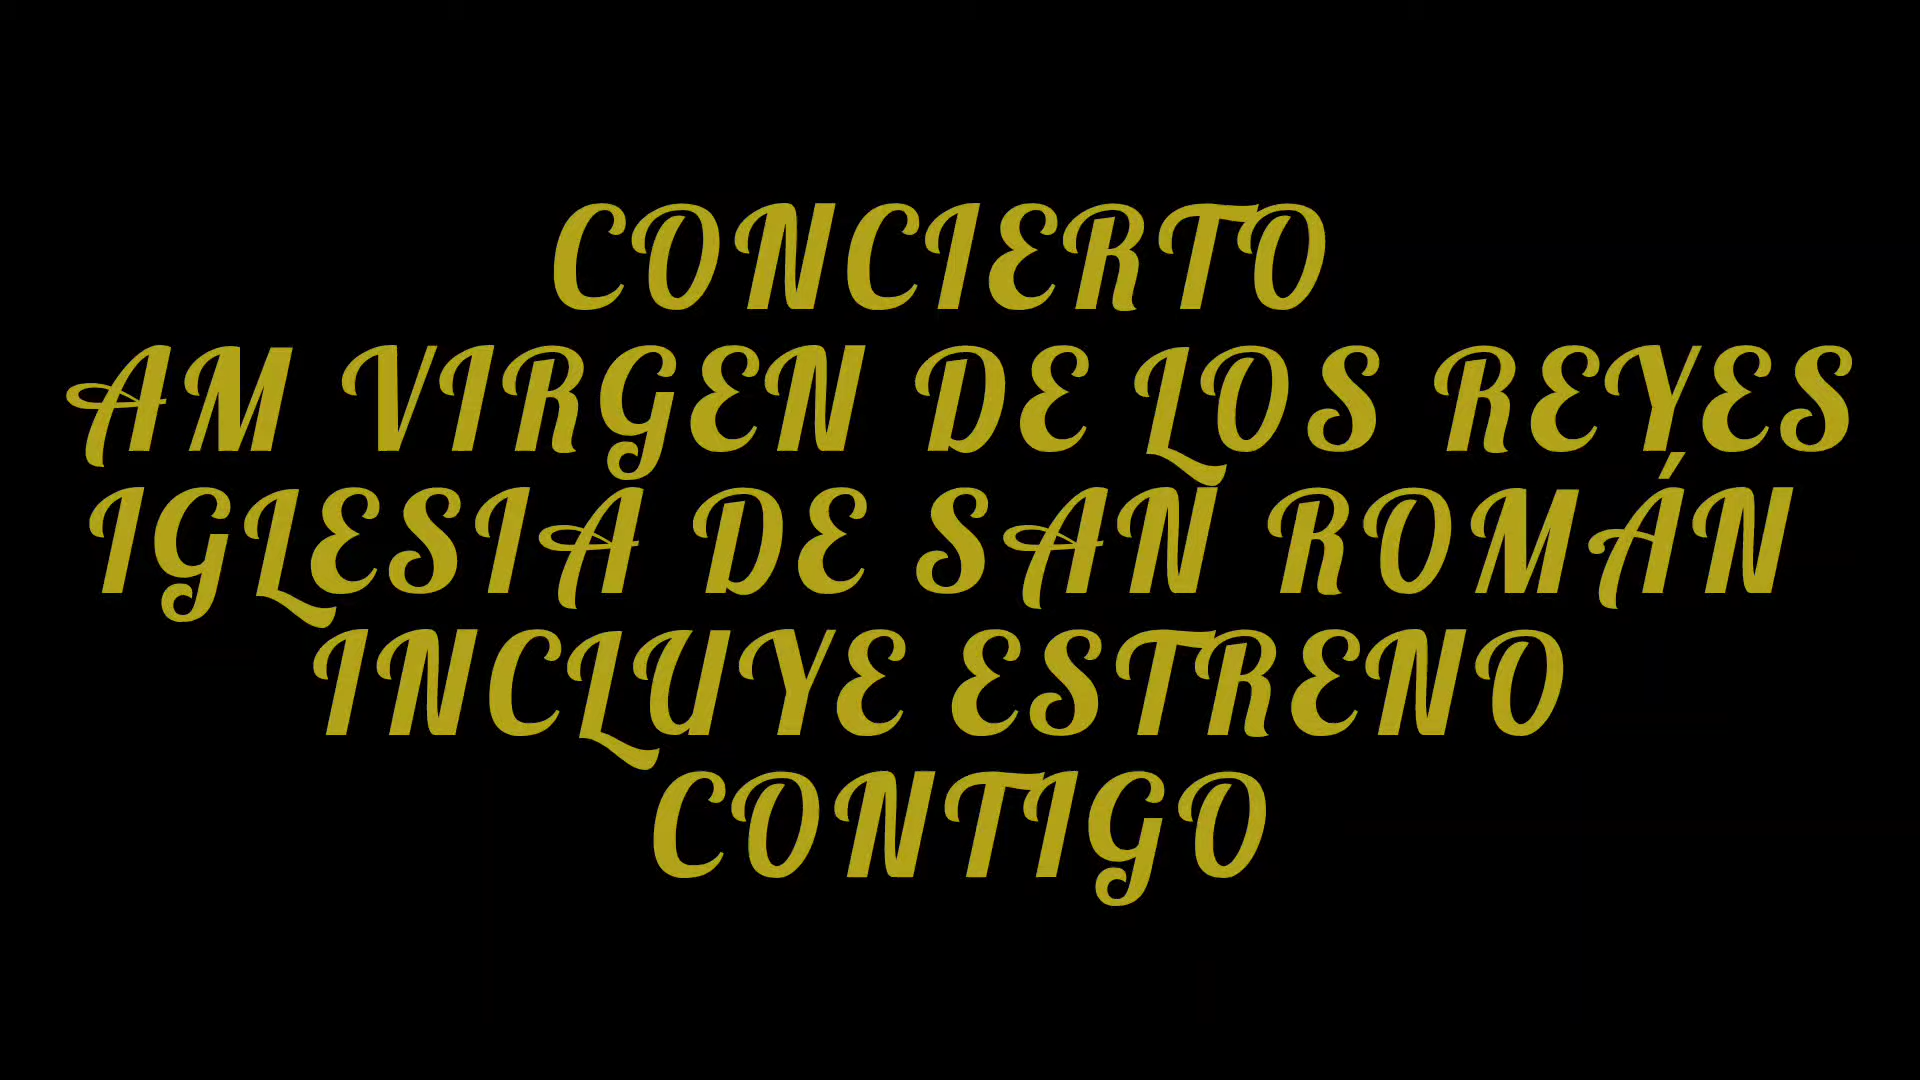 CONCIERTO
AM VIRGEN DE LOS REYES
IGLESIA DE SAN ROMÁN
INCLUYE ESTRENO
CONTIGO